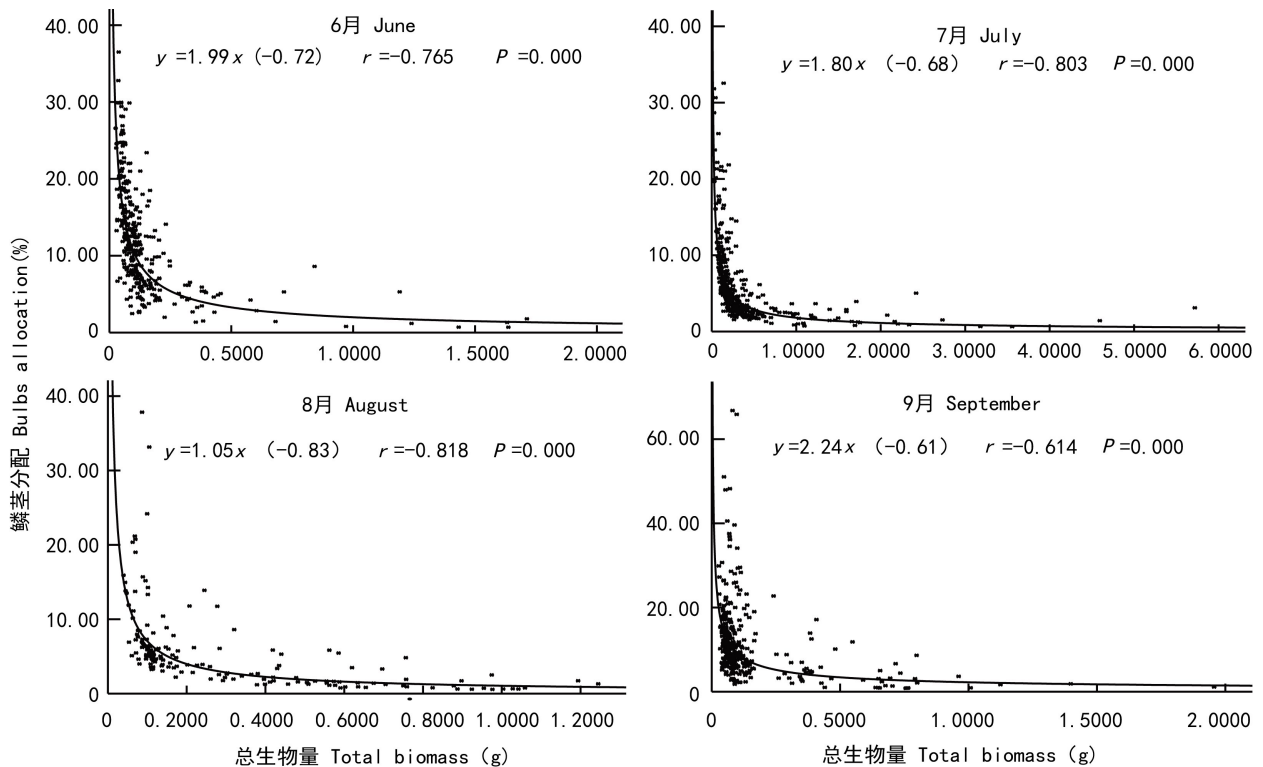 鳞茎分配 Bulbs allocation(%)
6月 June
y =1.99x (-0.72) r =-0.765 P =0.000
40.00
30.00
20.00
10.00
0
0 0.5000 1.0000 1.5000 2.0000
7月 July
y =1.80x (-0.68) r =-0.803 P =0.000
40.00
30.00
20.00
10.00
0
0 1.0000 2.0000 3.0000 4.0000 5.0000 6.0000
8月 August
y =1.05x (-0.83) r =-0.818 P =0.000
40.00
30.00
20.00
10.00
0
0 0.2000 0.4000 0.6000 0.8000 1.0000 1.2000
总生物量 Total biomass (g)
9月 September
y =2.24x (-0.61) r =-0.614 P =0.000
60.00
40.00
20.00
0
0 0.5000 1.0000 1.5000 2.0000
总生物量 Total biomass (g)